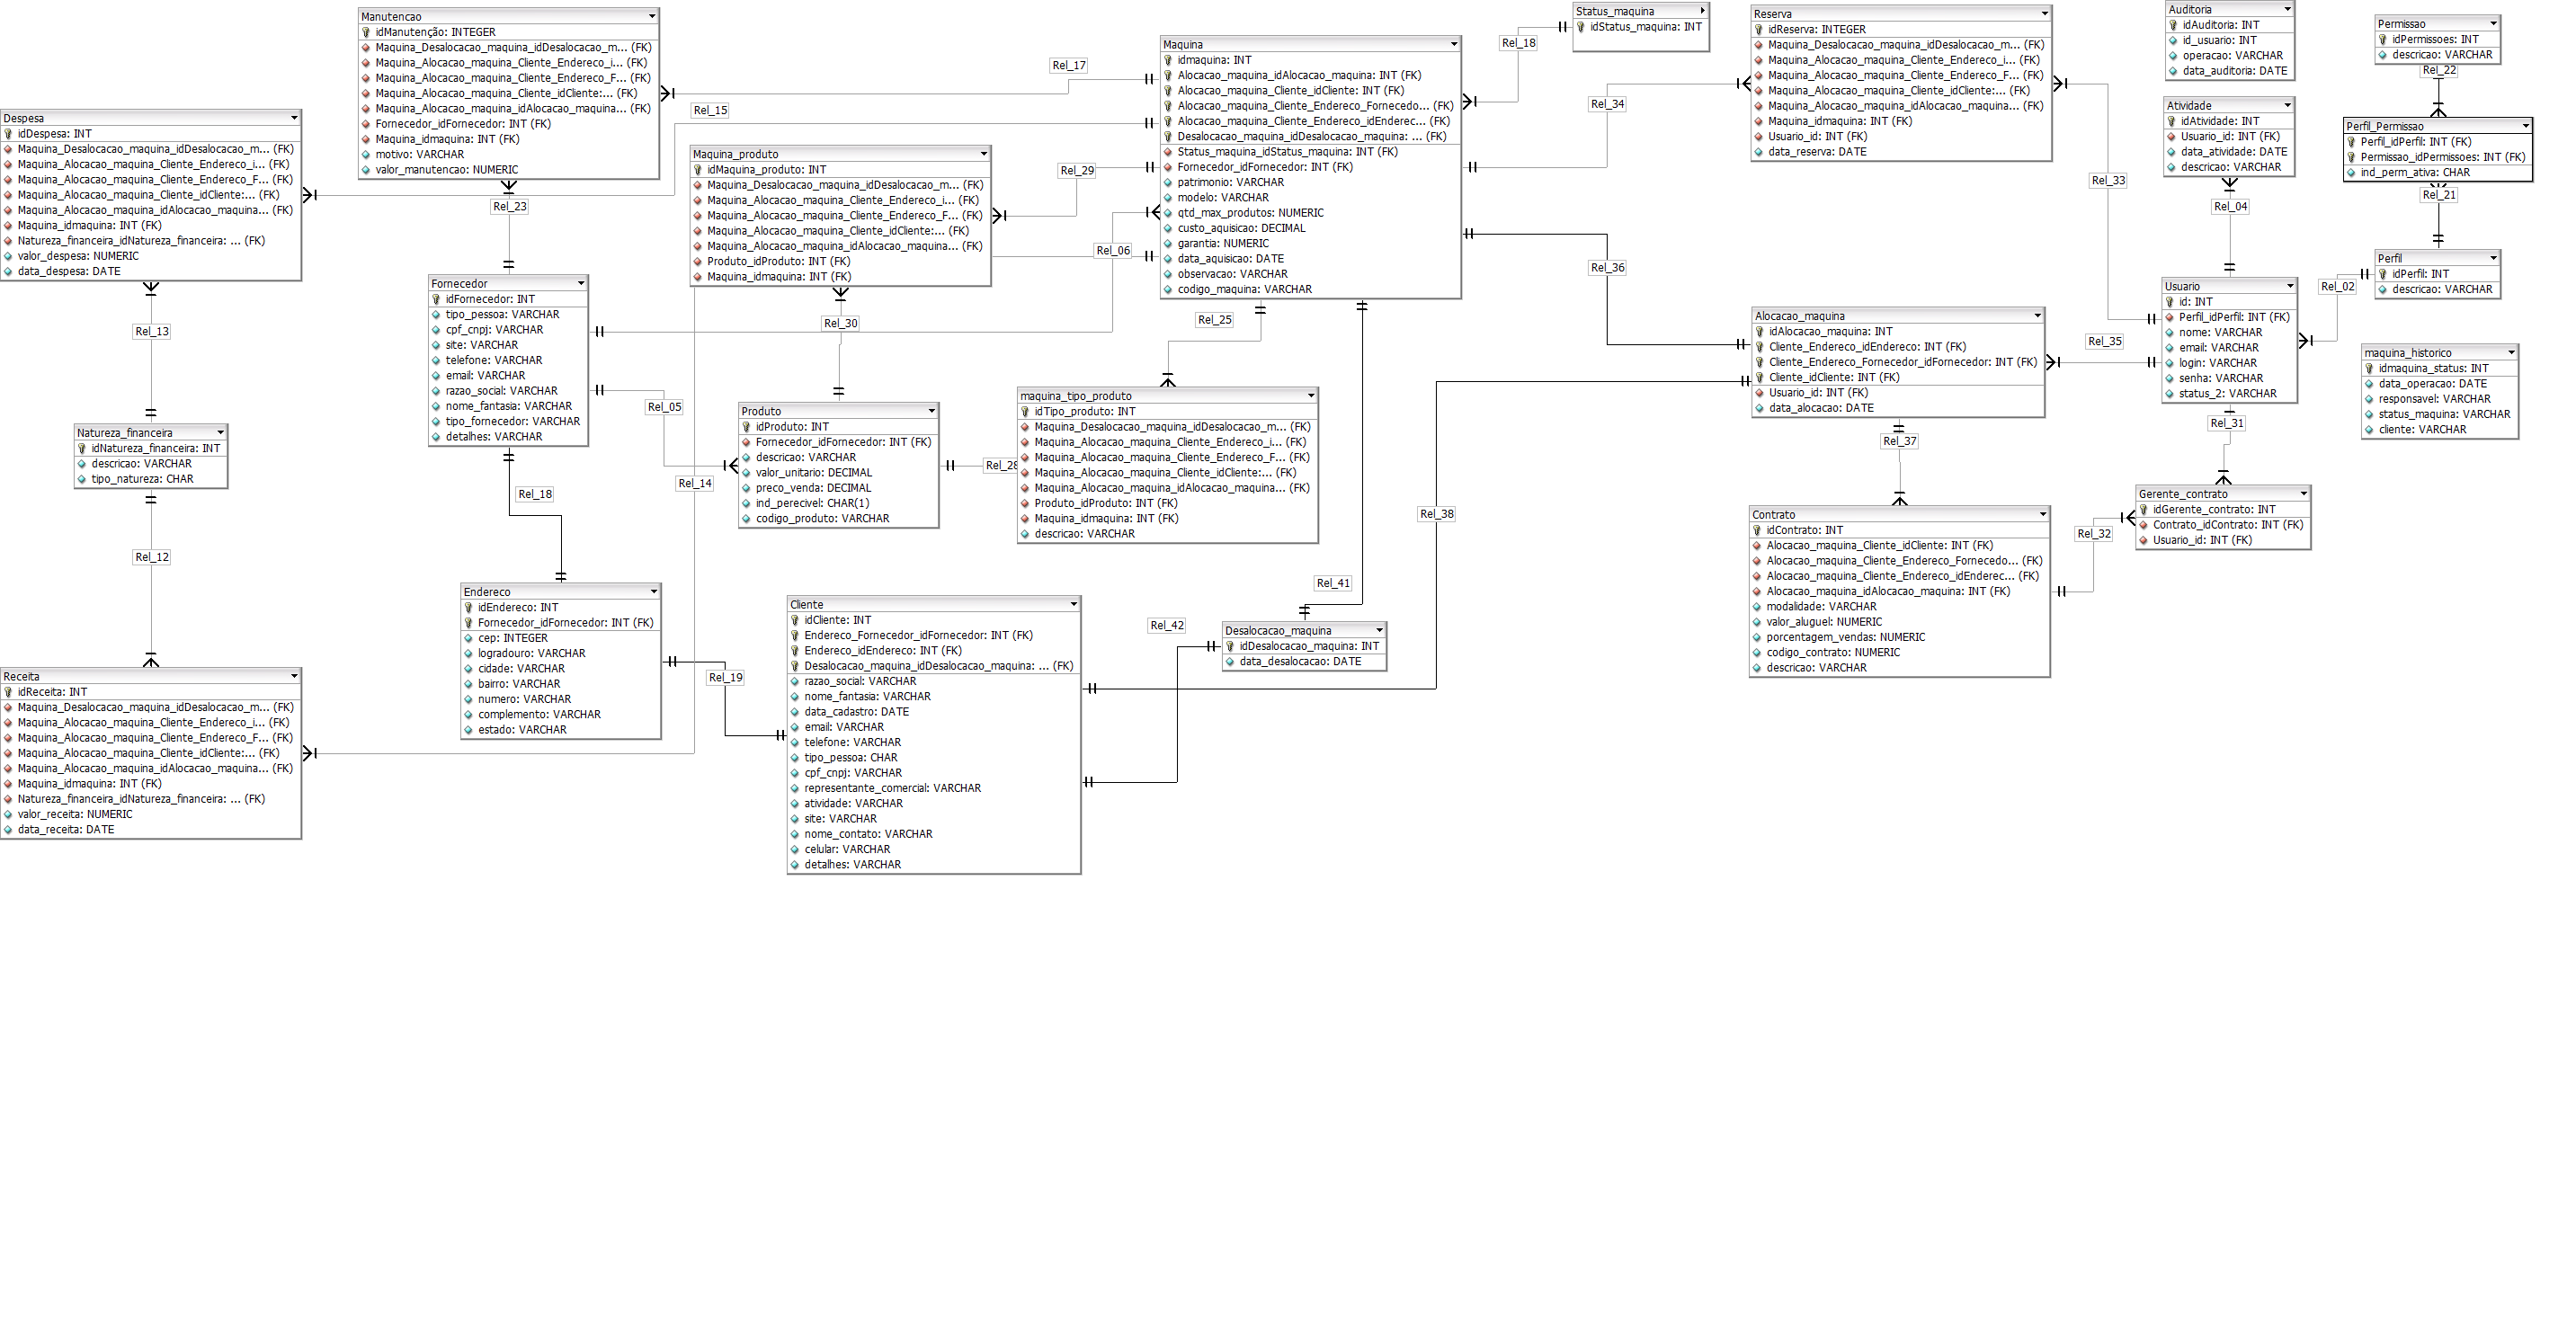 Manutencao
idManutenção: INTEGER
Maquina_Desalocacao_maquina_idDesalocacao_m... (FK)
Maquina_Alocacao_maquina_Cliente_Endereco_i... (FK)
Maquina_Alocacao_maquina_Cliente_Endereco_F... (FK)
Maquina_Alocacao_maquina_Cliente_idCliente:... (FK)
Maquina_Alocacao_maquina_idAlocacao_maquina... (FK)
Fornecedor_idFornecedor: INT (FK)
Maquina_idmaquina: INT (FK)
motivo: VARCHAR
valor_manutencao: NUMERIC
Despesa
idDespesa: INT
Maquina_Desalocacao_maquina_idDesalocacao_m... (FK)
Maquina_Alocacao_maquina_Cliente_Endereco_i... (FK)
Maquina_Alocacao_maquina_Cliente_Endereco_F... (FK)
Maquina_Alocacao_maquina_Cliente_idCliente:... (FK)
Maquina_Alocacao_maquina_idAlocacao_maquina... (FK)
Maquina_idmaquina: INT (FK)
Natureza_financeira_idNatureza_financeira: ... (FK)
valor_despesa: NUMERIC
data_despesa: DATE
Rel_13
Natureza_financeira
idNatureza_financeira: INT
descricao: VARCHAR
tipo_natureza: CHAR
Rel_12
Receita
idReceita: INT
Maquina_Desalocacao_maquina_idDesalocacao_m... (FK)
Maquina_Alocacao_maquina_Cliente_Endereco_i... (FK)
Maquina_Alocacao_maquina_Cliente_Endereco_F... (FK)
Maquina_Alocacao_maquina_Cliente_idCliente:... (FK)
Maquina_Alocacao_maquina_idAlocacao_maquina... (FK)
Maquina_idmaquina: INT (FK)
Natureza_financeira_idNatureza_financeira: ... (FK)
valor_receita: NUMERIC
data_receita: DATE
Rel_23
Fornecedor
idFornecedor: INT
tipo_pessoa: VARCHAR
cpf_cnpj: VARCHAR
site: VARCHAR
telefone: VARCHAR
email: VARCHAR
razao_social: VARCHAR
nome_fantasia: VARCHAR
tipo_fornecedor: VARCHAR
detalhes: VARCHAR
Rel_18
Endereco
idEndereco: INT
Fornecedor_idFornecedor: INT (FK)
cep: INTEGER
logradouro: VARCHAR
cidade: VARCHAR
bairro: VARCHAR
numero: VARCHAR
complemento: VARCHAR
estado: VARCHAR
Rel_17
Rel_15
Maquina_produto
idMaquina_produto: INT
Maquina_Desalocacao_maquina_idDesalocacao_m... (FK)
Maquina_Alocacao_maquina_Cliente_Endereco_i... (FK)
Maquina_Alocacao_maquina_Cliente_Endereco_F... (FK)
Maquina_Alocacao_maquina_Cliente_idCliente:... (FK)
Maquina_Alocacao_maquina_idAlocacao_maquina... (FK)
Produto_idProduto: INT (FK)
Maquina_idmaquina: INT (FK)
Rel_29
Rel_06
Rel_30
Rel_05
Rel_14
Produto
idProduto: INT
Fornecedor_idFornecedor: INT (FK)
descricao: VARCHAR
valor_unitario: DECIMAL
preco_venda: DECIMAL
ind_perecivel: CHAR(1)
codigo_produto: VARCHAR
Rel_28
Rel_19
Cliente
idCliente: INT
Endereco_Fornecedor_idFornecedor: INT (FK)
Endereco_idEndereco: INT (FK)
Desalocacao_maquina_idDesalocacao_maquina: ... (FK)
razao_social: VARCHAR
nome_fantasia: VARCHAR
data_cadastro: DATE
email: VARCHAR
telefone: VARCHAR
tipo_pessoa: CHAR
cpf_cnpj: VARCHAR
representante_comercial: VARCHAR
atividade: VARCHAR
site: VARCHAR
nome_contato: VARCHAR
celular: VARCHAR
detalhes: VARCHAR
Maquina
idmaquina: INT
Alocacao_maquina_idAlocacao_maquina: INT (FK)
Alocacao_maquina_Cliente_idCliente: INT (FK)
Alocacao_maquina_Cliente_Endereco_Fornecedo... (FK)
Alocacao_maquina_Cliente_Endereco_idEnderec... (FK)
Desalocacao_maquina_idDesalocacao_maquina: ... (FK)
Status_maquina_idStatus_maquina: INT (FK)
Fornecedor_idFornecedor: INT (FK)
patrimonio: VARCHAR
modelo: VARCHAR
qtd_max_produtos: NUMERIC
custo_aquisicao: DECIMAL
garantia: NUMERIC
data_aquisicao: DATE
observacao: VARCHAR
codigo_maquina: VARCHAR
Rel_25
maquina_tipo_produto
idTipo_produto: INT
Maquina_Desalocacao_maquina_idDesalocacao_m... (FK)
Maquina_Alocacao_maquina_Cliente_Endereco_i... (FK)
Maquina_Alocacao_maquina_Cliente_Endereco_F... (FK)
Maquina_Alocacao_maquina_Cliente_idCliente:... (FK)
Maquina_Alocacao_maquina_idAlocacao_maquina... (FK)
Produto_idProduto: INT (FK)
Maquina_idmaquina: INT (FK)
descricao: VARCHAR
Rel_41
Rel_42
Desalocacao_maquina
idDesalocacao_maquina: INT
data_desalocacao: DATE
Rel_38
Rel_18
Status_maquina
idStatus_maquina: INT
Rel_34
Rel_36
Reserva
idReserva: INTEGER
Maquina_Desalocacao_maquina_idDesalocacao_m... (FK)
Maquina_Alocacao_maquina_Cliente_Endereco_i... (FK)
Maquina_Alocacao_maquina_Cliente_Endereco_F... (FK)
Maquina_Alocacao_maquina_Cliente_idCliente:... (FK)
Maquina_Alocacao_maquina_idAlocacao_maquina... (FK)
Maquina_idmaquina: INT (FK)
Usuario_id: INT (FK)
data_reserva: DATE
Alocacao_maquina
idAlocacao_maquina: INT
Cliente_Endereco_idEndereco: INT (FK)
Cliente_Endereco_Fornecedor_idFornecedor: INT (FK)
Cliente_idCliente: INT (FK)
Usuario_id: INT (FK)
data_alocacao: DATE
Rel_37
Contrato
idContrato: INT
Alocacao_maquina_Cliente_idCliente: INT (FK)
Alocacao_maquina_Cliente_Endereco_Fornecedo... (FK)
Alocacao_maquina_Cliente_Endereco_idEnderec... (FK)
Alocacao_maquina_idAlocacao_maquina: INT (FK)
modalidade: VARCHAR
valor_aluguel: NUMERIC
porcentagem_vendas: NUMERIC
codigo_contrato: NUMERIC
descricao: VARCHAR
Rel_33
Rel_35
Rel_32
Auditoria
idAuditoria: INT
id_usuario: INT
operacao: VARCHAR
data_auditoria: DATE
Atividade
idAtividade: INT
Usuario_id: INT (FK)
data_atividade: DATE
descricao: VARCHAR
Rel_04
Usuario
id: INT
Perfil_idPerfil: INT (FK)
nome: VARCHAR
email: VARCHAR
login: VARCHAR
senha: VARCHAR
status_2: VARCHAR
Rel_31
Gerente_contrato
idGerente_contrato: INT
Contrato_idContrato: INT (FK)
Usuario_id: INT (FK)
Rel_02
Permissao
idPermissoes: INT
descricao: VARCHAR
Rel_22
Perfil_Permissao
Perfil_idPerfil: INT (FK)
Permissao_idPermissoes: INT (FK)
ind_perm_ativa: CHAR
Rel_21
Perfil
idPerfil: INT
descricao: VARCHAR
maquina_historico
idmaquina_status: INT
data_operacao: DATE
responsavel: VARCHAR
status_maquina: VARCHAR
cliente: VARCHAR